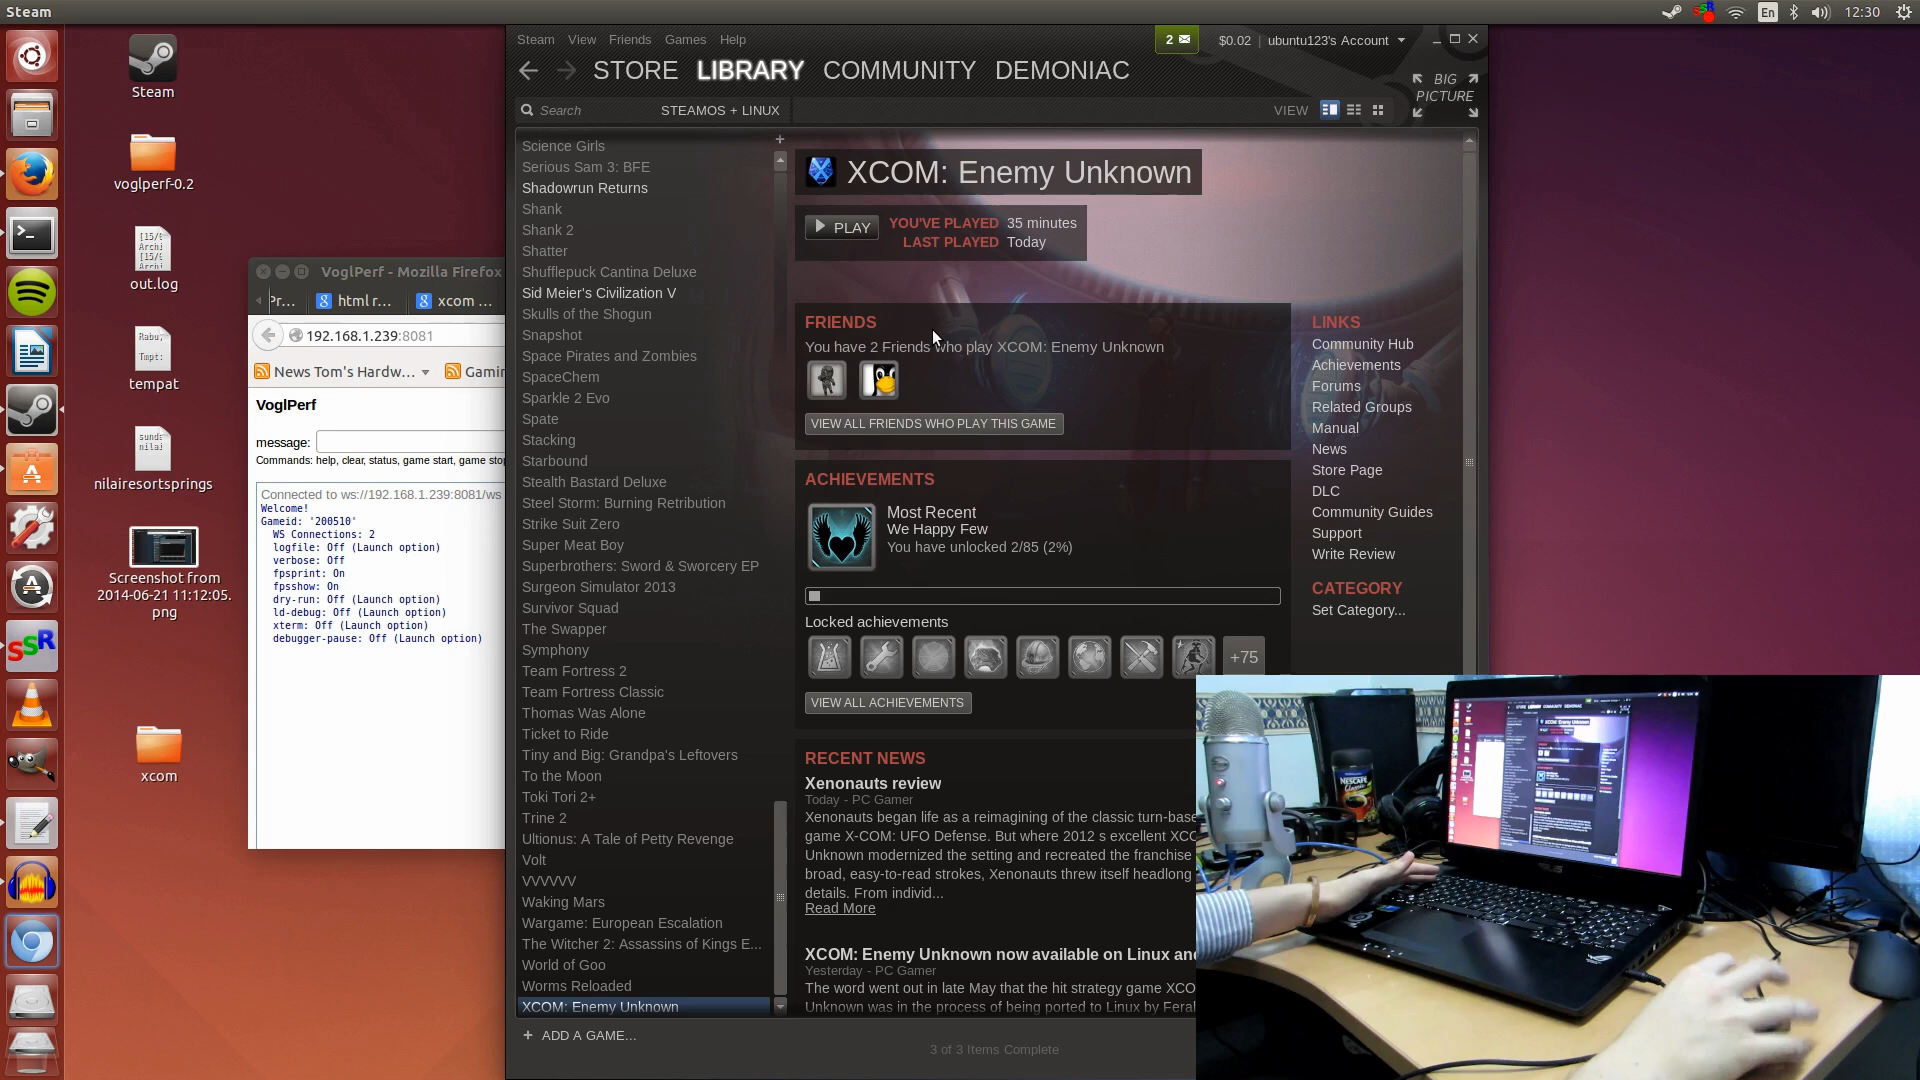 Steam
En
12:30
Steam
voglperf-0.2
out.log
tempat
nilairesortsprings
Screenshot from
2014-06-21 11:12:05.
png
xcom
VoglPerf - Mozilla Firefox
Pr...
html r...
xcom ...
192.168.1.239:8081
News Tom's Hardw...
Gamin
VoglPerf
message:
Commands: help, clear, status, game start, game stop
Connected to ws://192.168.1.239:8081/ws
Welcome!
Gameid: '200510'
WS Connections: 2
logfile: Off (Launch option)
verbose: Off
fpsprint: On
fpsshow: On
dry-run: Off (Launch option)
ld-debug: Off (Launch option)
xterm: Off (Launch option)
debugger-pause: Off (Launch option)
Steam View Friends Games Help
2
$0.02 | ubuntu123's Account
STORE LIBRARY COMMUNITY DEMONIAC
BIG
PICTURE
Search
STEAMOS + LINUX
VIEW
Science Girls
Serious Sam 3: BFE
Shadowrun Returns
Shank
Shank 2
Shatter
Shufflepuck Cantina Deluxe
Sid Meier's Civilization V
Skulls of the Shogun
Snapshot
Space Pirates and Zombies
SpaceChem
Sparkle 2 Evo
Spate
Stacking
Starbound
Stealth Bastard Deluxe
Steel Storm: Burning Retribution
Strike Suit Zero
Super Meat Boy
Superbrothers: Sword & Sworcery EP
Surgeon Simulator 2013
Survivor Squad
The Swapper
Symphony
Team Fortress 2
Team Fortress Classic
Thomas Was Alone
Ticket to Ride
Tiny and Big: Grandpa's Leftovers
To the Moon
Toki Tori 2+
Trine 2
Ultionus: A Tale of Petty Revenge
Volt
VVVVVV
Waking Mars
Wargame: European Escalation
The Witcher 2: Assassins of Kings E...
World of Goo
Worms Reloaded
XCOM: Enemy Unknown
+ ADD A GAME...
XCOM: Enemy Unknown
PLAY
YOU'VE PLAYED 35 minutes
LAST PLAYED Today
FRIENDS
You have 2 Friends who play XCOM: Enemy Unknown
VIEW ALL FRIENDS WHO PLAY THIS GAME
ACHIEVEMENTS
Most Recent
We Happy Few
You have unlocked 2/85 (2%)
Locked achievements
+75
VIEW ALL ACHIEVEMENTS
RECENT NEWS
Xenonauts review
Today - PC Gamer
Xenonauts began life as a reimagining of the classic turn-base
game X-COM: UFO Defense. But where 2012 s excellent XCO
Unknown modernized the setting and recreated the franchise
broad, easy-to-read strokes, Xenonauts threw itself headlong
details. From individ...
Read More
XCOM: Enemy Unknown now available on Linux and
Yesterday - PC Gamer
The word went out in late May that the hit strategy game XCO
Unknown was in the process of being ported to Linux by Feral
3 of 3 Items Complete
LINKS
Community Hub
Achievements
Forums
Related Groups
Manual
News
Store Page
DLC
Community Guides
Support
Write Review
CATEGORY
Set Category...
NESCAFÉ